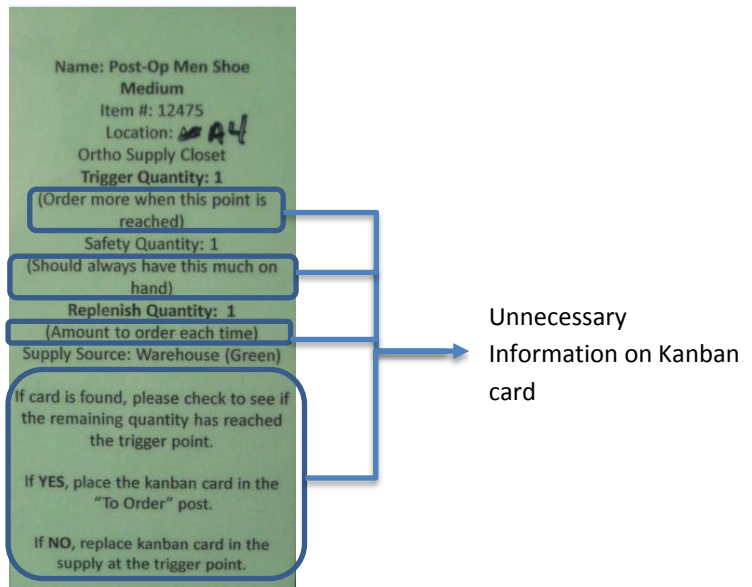 Name: Post-Op Men Shoe
Medium
Item #: 12475
Location: A4
Ortho Supply Closet
Trigger Quantity: 1
(Order more when this point is
reached)
Safety Quantity: 1
(Should always have this much on
hand)
Replenish Quantity: 1
(Amount to order each time)
Supply Source: Warehouse (Green)
If card is found, please check to see if
the remaining quantity has reached
the trigger point.
If YES, place the kanban card in the
“To Order” post.
If NO, replace kanban card in the
supply at the trigger point.
Unnecessary
Information on Kanban
card